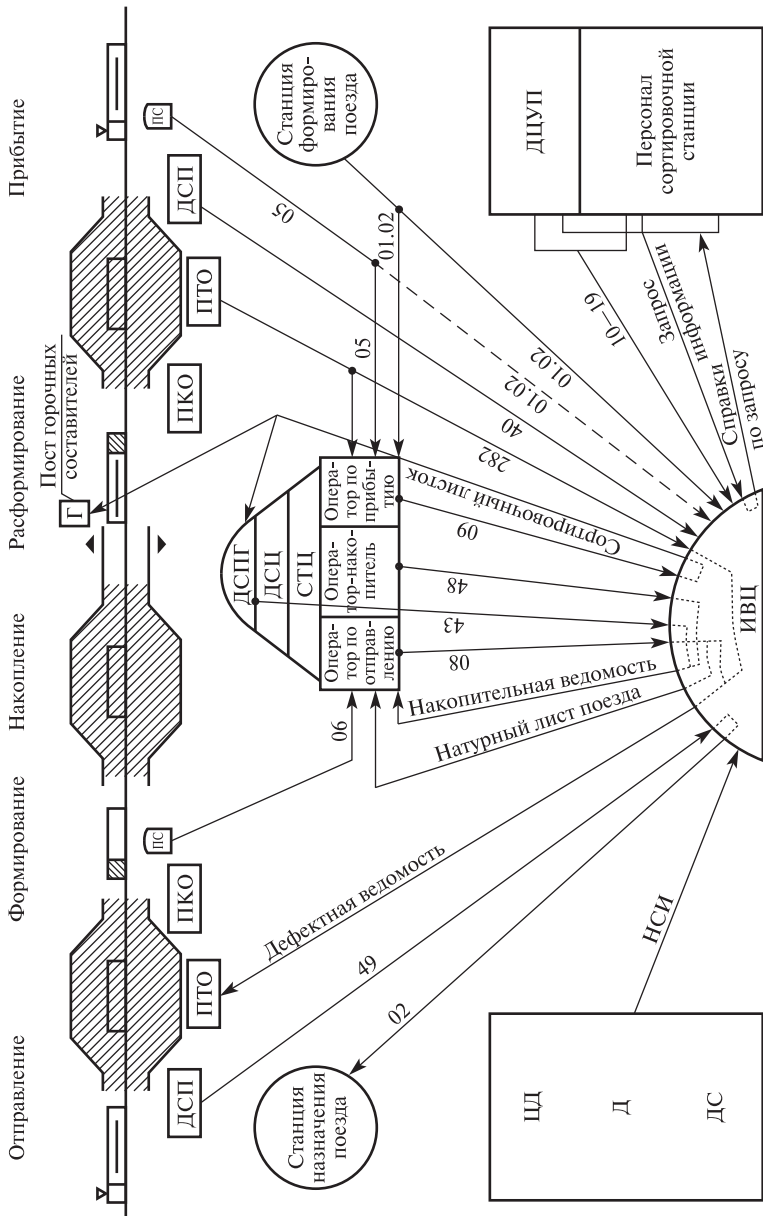 Отправление
Формирование
Накопление
Расформирование
Прибытие
Пост горочных
составителей
Г
ДСП
ПТО
ПКО
ПС
ПКО
ПТО
ДСП
ПС
Станция
назначения
поезда
06
ДСПГ
ДСЦ
СТЦ
Опера-
тор по
отправ-
лению
Опера-
тор-нако-
питель
Опера-
тор по
прибы-
тию
05
05
01.02
Станция
формиро-
вания
поезда
Дефектная ведомость
49
02
Натурный лист поезда
Накопительная ведомость
08
43
48
09
Сортировочный листок
282
40
01.02
01.02
10–19
Запрос
Справки информации
по запросу
ЦД
Д
ДС
НСИ
ИВЦ
ДЦУП
Персонал
сортировочной
станции